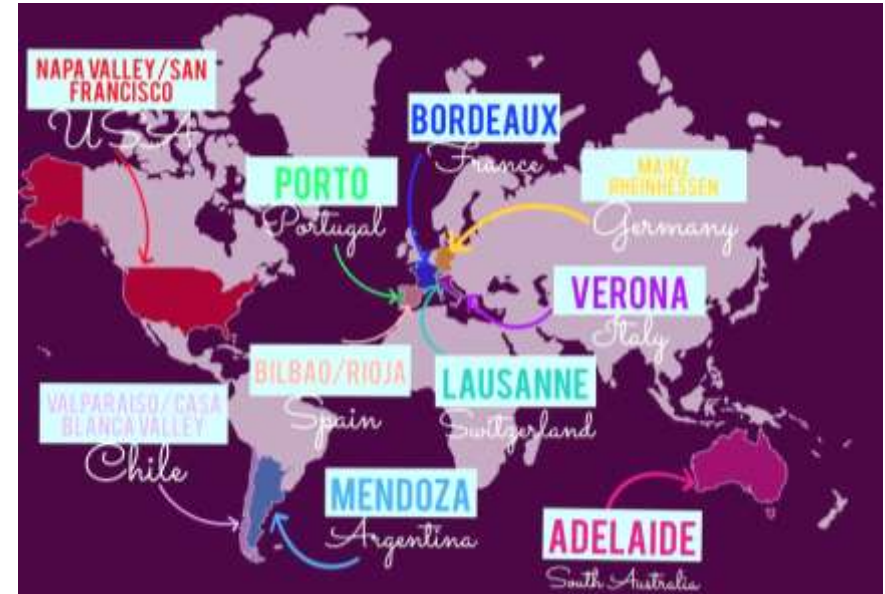 NAPA VALLEY/SAN
FRANCISCO
USA
BORDEAUX
France
PORTO
Portugal
MAINZ
RHEINHESSEN
Germany
VERONA
Italy
BILBAO/RIOJA
Spain
LAUSANNE
Switzerland
VALPARAISO/CASA
BLANCA VALLEY
Chile
MENDOZA
Argentina
ADELAIDE
South Australia